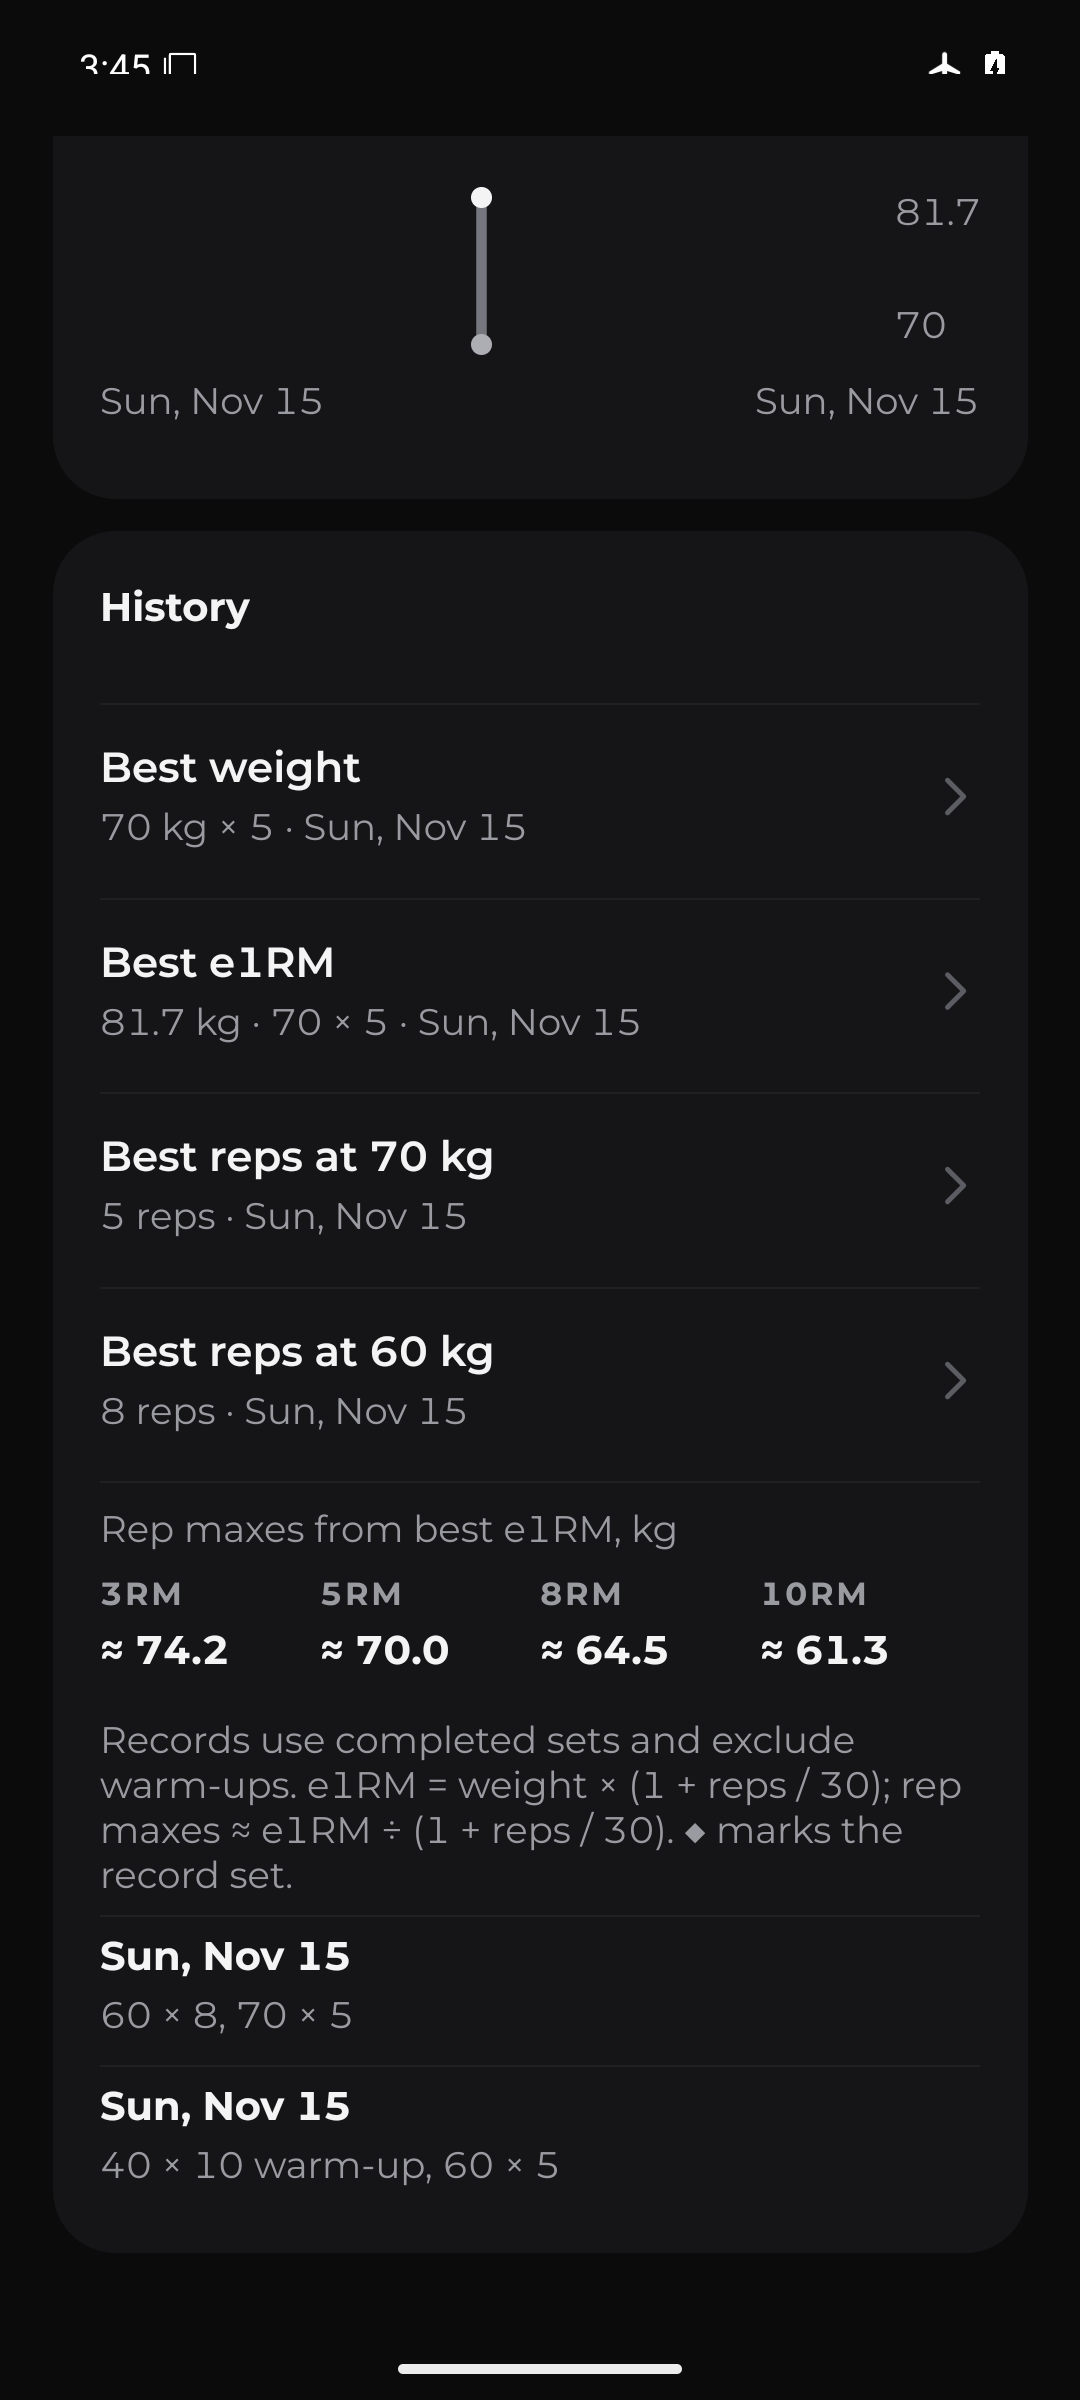 3:45
81.7
70
Sun, Nov 15 Sun, Nov 15
History
Best weight
70 kg × 5 · Sun, Nov 15
Best e1RM
81.7 kg · 70 × 5 · Sun, Nov 15
Best reps at 70 kg
5 reps · Sun, Nov 15
Best reps at 60 kg
8 reps · Sun, Nov 15
Rep maxes from best e1RM, kg
3RM 5RM 8RM 10RM
≈ 74.2 ≈ 70.0 ≈ 64.5 ≈ 61.3
Records use completed sets and exclude
warm-ups. e1RM = weight × (1 + reps / 30); rep
maxes ≈ e1RM ÷ (1 + reps / 30). ◆ marks the
record set.
Sun, Nov 15
60 × 8, 70 × 5
Sun, Nov 15
40 × 10 warm-up, 60 × 5